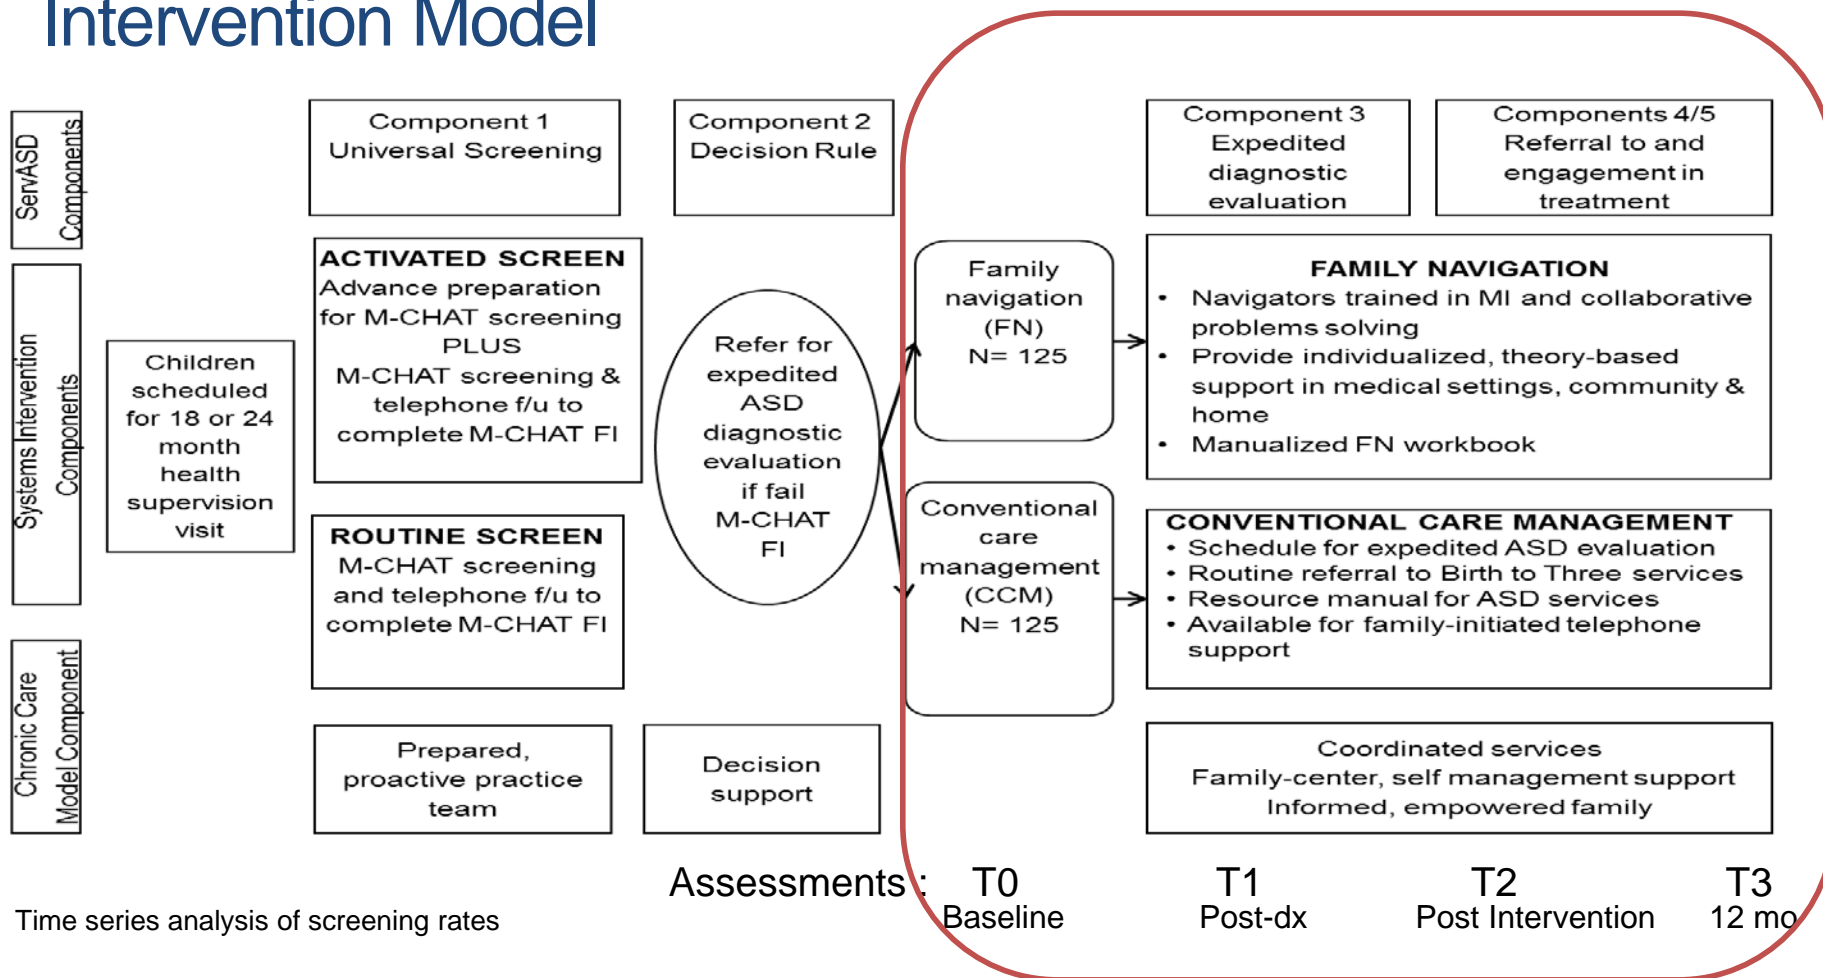 Intervention Model
ServASD
Components
Component 1
Universal Screening
Component 2
Decision Rule
Component 3
Expedited
diagnostic
evaluation
Components 4/5
Referral to and
engagement in
treatment
Systems Intervention
Components
Children
scheduled
for 18 or 24
month
health
supervision
visit
ACTIVATED SCREEN
Advance preparation
for M-CHAT screening
PLUS
M-CHAT screening &
telephone f/u to
complete M-CHAT FI
ROUTINE SCREEN
M-CHAT screening
and telephone f/u to
complete M-CHAT FI
Refer for
expedited
ASD
diagnostic
evaluation
if fail
M-CHAT
FI
Family
navigation
(FN)
N= 125
FAMILY NAVIGATION
• Navigators trained in MI and collaborative
problems solving
• Provide individualized, theory-based
support in medical settings, community &
home
• Manualized FN workbook
Conventional
care
management
(CCM)
N= 125
CONVENTIONAL CARE MANAGEMENT
• Schedule for expedited ASD evaluation
• Routine referral to Birth to Three services
• Resource manual for ASD services
• Available for family-initiated telephone
support
Chronic Care
Model Component
Prepared,
proactive practice
team
Decision
support
Coordinated services
Family-center, self management support
Informed, empowered family
Assessments : T0 T1 T2 T3
Baseline Post-dx Post Intervention 12 mo
Time series analysis of screening rates